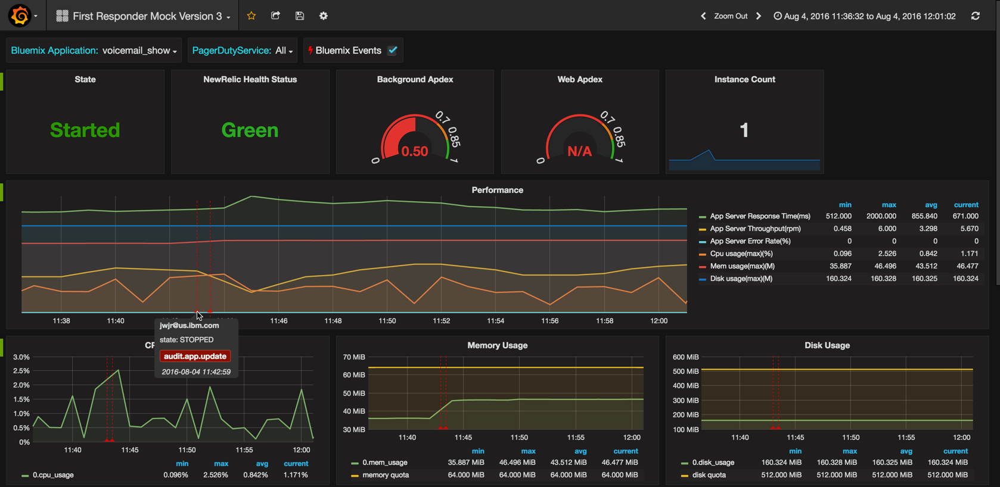 First Responder Mock Version 3
Zoom Out
Aug 4, 2016 11:36:32 to Aug 4, 2016 12:01:02
Bluemix Application: voicemail_show
PagerDutyService: All
Bluemix Events
State
NewRelic Health Status
Background Apdex
Web Apdex
Instance Count
Started
Green
0 0.7 0.85 1
0.50
0 0.7 0.85 1
N/A
1
Performance
min max avg current
App Server Response Time(ms) 512.000 2000.000 855.840 671.000
App Server Throughput(rpm) 0.458 6.000 3.298 5.670
App Server Error Rate(%) 0 0 0 0
Cpu usage(max)(%) 0.096 2.526 0.842 1.171
Mem usage(max)(M) 35.887 46.496 43.512 46.477
Disk usage(max)(M) 160.324 160.328 160.325 160.324
11:38 11:40 11:46 11:48 11:50 11:52 11:54 11:56 11:58 12:00
jwjr@us.ibm.com
state: STOPPED
audit.app.update
2016-08-04 11:42:59
3.0%
2.5%
2.0%
1.5%
1.0%
0.5%
0%
11:40 11:45 11:50 11:55 12:00
min max avg current
0.cpu_usage 0.096% 2.526% 0.842% 1.171%
Memory Usage
70 MiB
60 MiB
50 MiB
40 MiB
30 MiB
11:40 11:45 11:50 11:55 12:00
min max avg current
0.mem_usage 35.887 MiB 46.496 MiB 43.512 MiB 46.477 MiB
memory quota 64.000 MiB 64.000 MiB 64.000 MiB 64.000 MiB
Disk Usage
600 MiB
500 MiB
400 MiB
300 MiB
200 MiB
100 MiB
11:40 11:45 11:50 11:55 12:00
min max avg current
0.disk_usage 160.324 MiB 160.328 MiB 160.325 MiB 160.324 MiB
disk quota 512.000 MiB 512.000 MiB 512.000 MiB 512.000 MiB